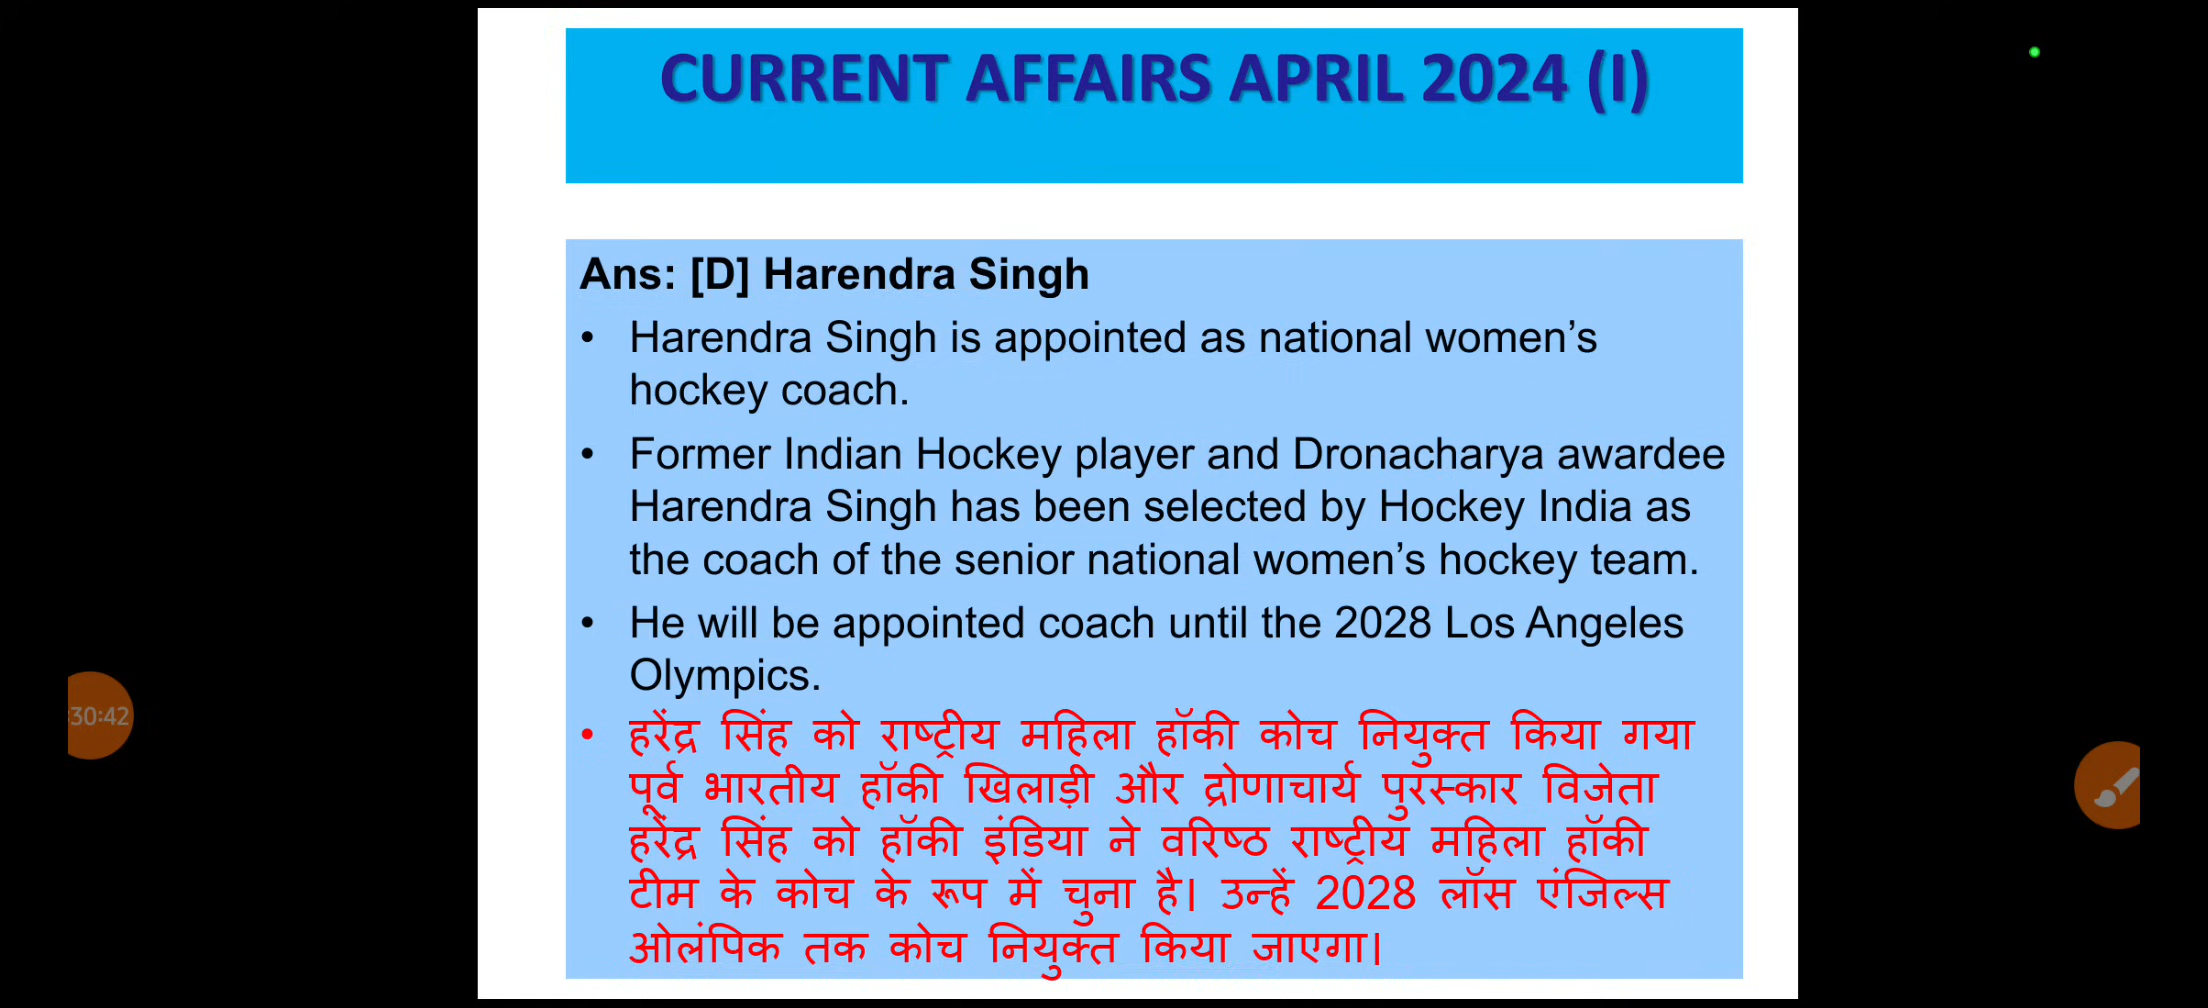 CURRENT AFFAIRS APRIL 2024 (I)
Ans: [D] Harendra Singh
• Harendra Singh is appointed as national women’s
hockey coach.
• Former Indian Hockey player and Dronacharya awardee
Harendra Singh has been selected by Hockey India as
the coach of the senior national women’s hockey team.
• He will be appointed coach until the 2028 Los Angeles
Olympics.
• हरेंद्र सिंह को राष्ट्रीय महिला हॉकी कोच नियुक्त किया गया
पूर्व भारतीय हॉकी खिलाड़ी और द्रोणाचार्य पुरस्कार विजेता
हरेंद्र सिंह को हॉकी इंडिया ने वरिष्ठ राष्ट्रीय महिला हॉकी
टीम के कोच के रूप में चुना है। उन्हें 2028 लॉस एंजिल्स
ओलंपिक तक कोच नियुक्त किया जाएगा।
:30:42